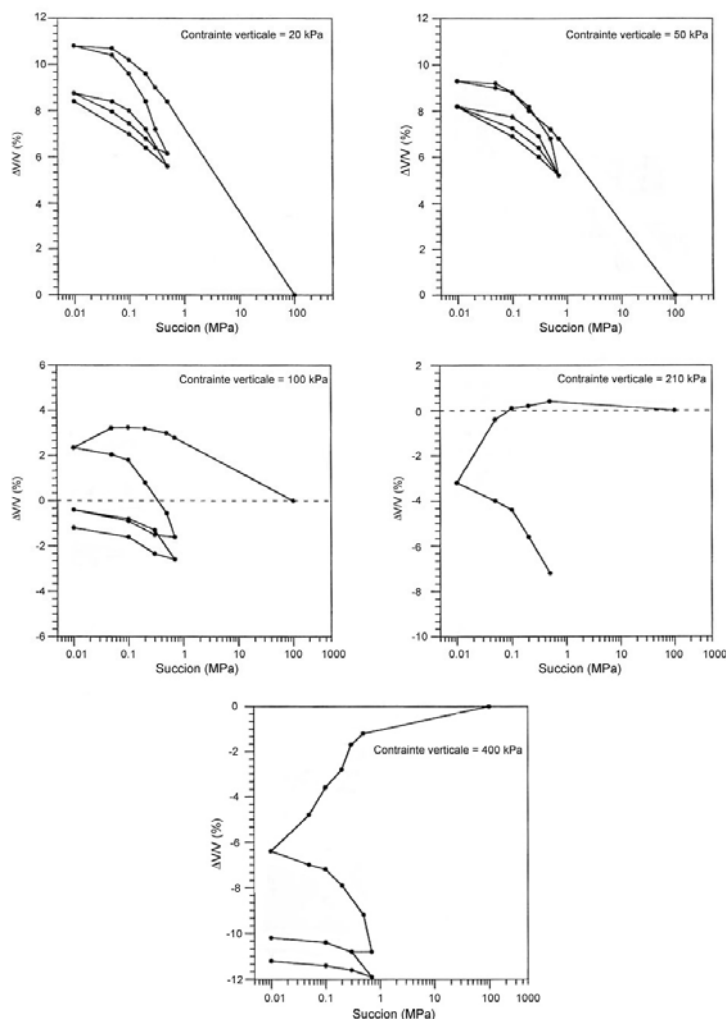 Contrainte verticale = 20 kPa
ΔV/V (%)
12
10
8
6
4
2
0
0.01 0.1 1 10 100
Succion (MPa)
Contrainte verticale = 50 kPa
ΔV/V (%)
12
10
8
6
4
2
0
0.01 0.1 1 10 100
Succion (MPa)
Contrainte verticale = 100 kPa
ΔV/V (%)
6
4
2
0
-2
-4
-6
0.01 0.1 1 10 100 1000
Succion (MPa)
Contrainte verticale = 210 kPa
ΔV/V (%)
2
0
-2
-4
-6
-8
-10
0.01 0.1 1 10 100 1000
Succion (MPa)
Contrainte verticale = 400 kPa
ΔV/V (%)
0
-2
-4
-6
-8
-10
-12
0.01 0.1 1 10 100
Succion (MPa)